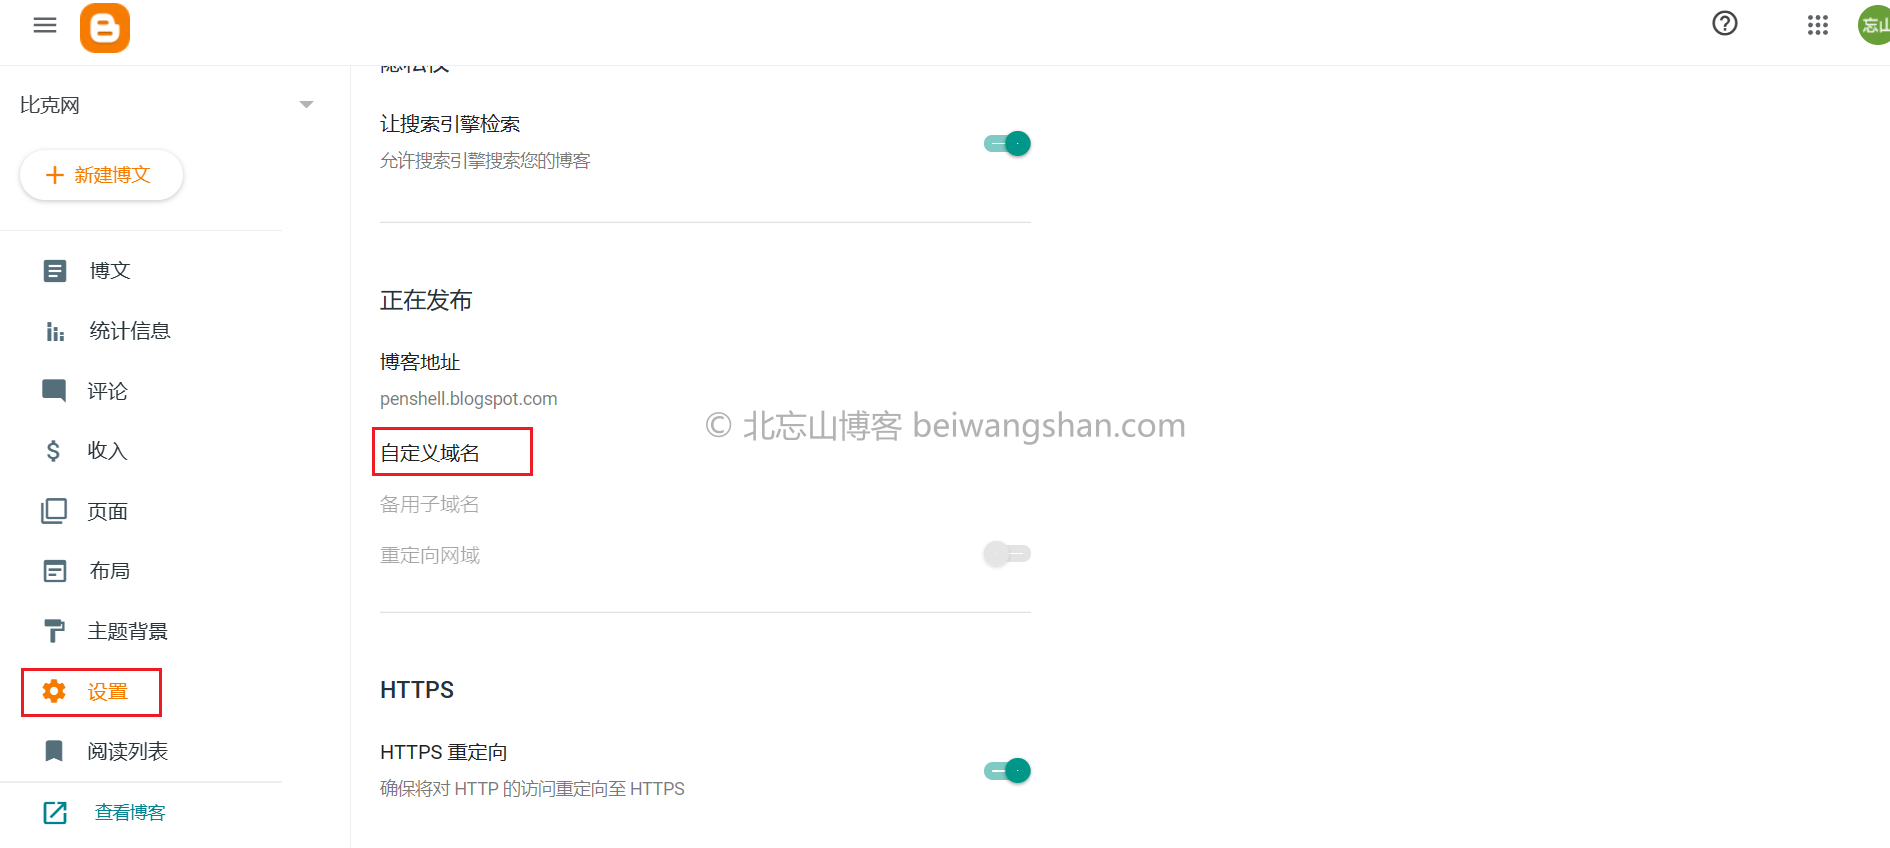 忘山
比克网
新建博文
博文
统计信息
评论
收入
页面
布局
主题背景
设置
阅读列表
查看博客
让搜索引擎检索
允许搜索引擎搜索您的博客
正在发布
博客地址
penshell.blogspot.com
自定义域名
备用子域名
重定向网域
HTTPS
HTTPS 重定向
确保将对 HTTP 的访问重定向至 HTTPS
© 北忘山博客 beiwangshan.com